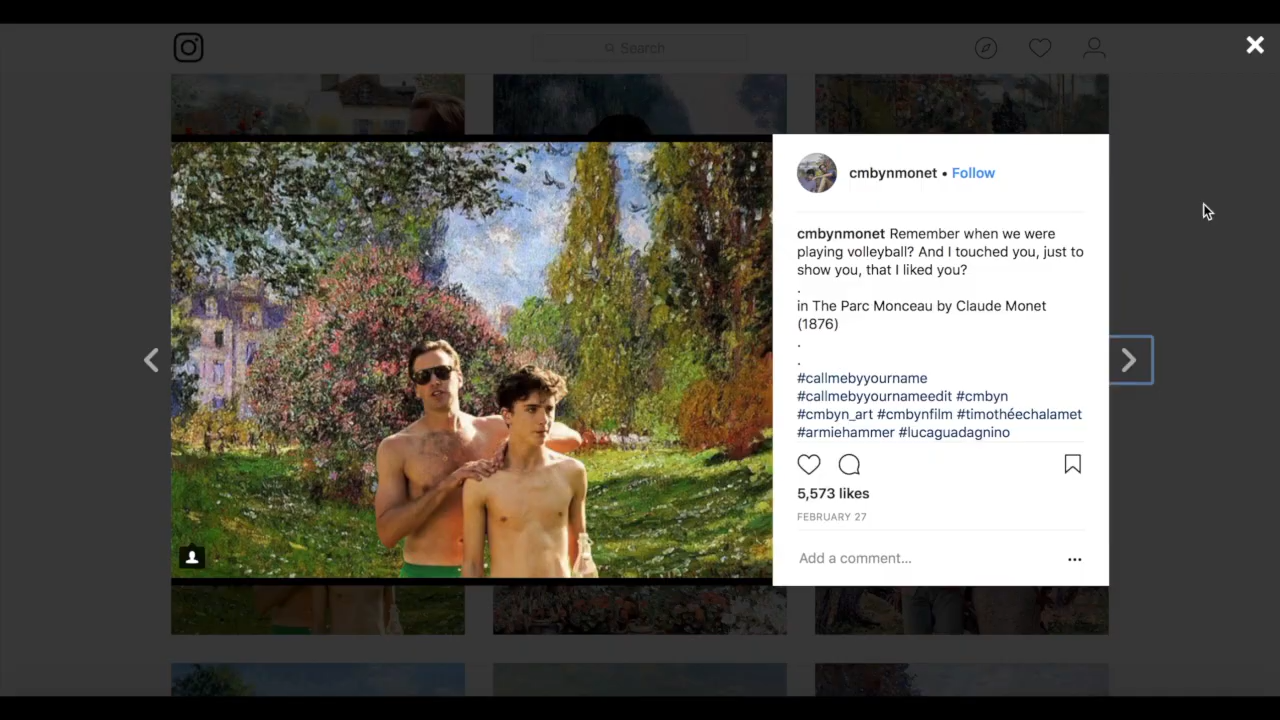 Search
cmbynmonet • Follow
cmbynmonet Remember when we were
playing volleyball? And I touched you, just to
show you, that I liked you?
.
in The Parc Monceau by Claude Monet
(1876)
.
.
#callmebyyourname
#callmebyyournameedit #cmbyn
#cmbyn_art #cmbynfilm #timothéechalamet
#armiehammer #lucaguadagnino
5,573 likes
FEBRUARY 27
Add a comment...